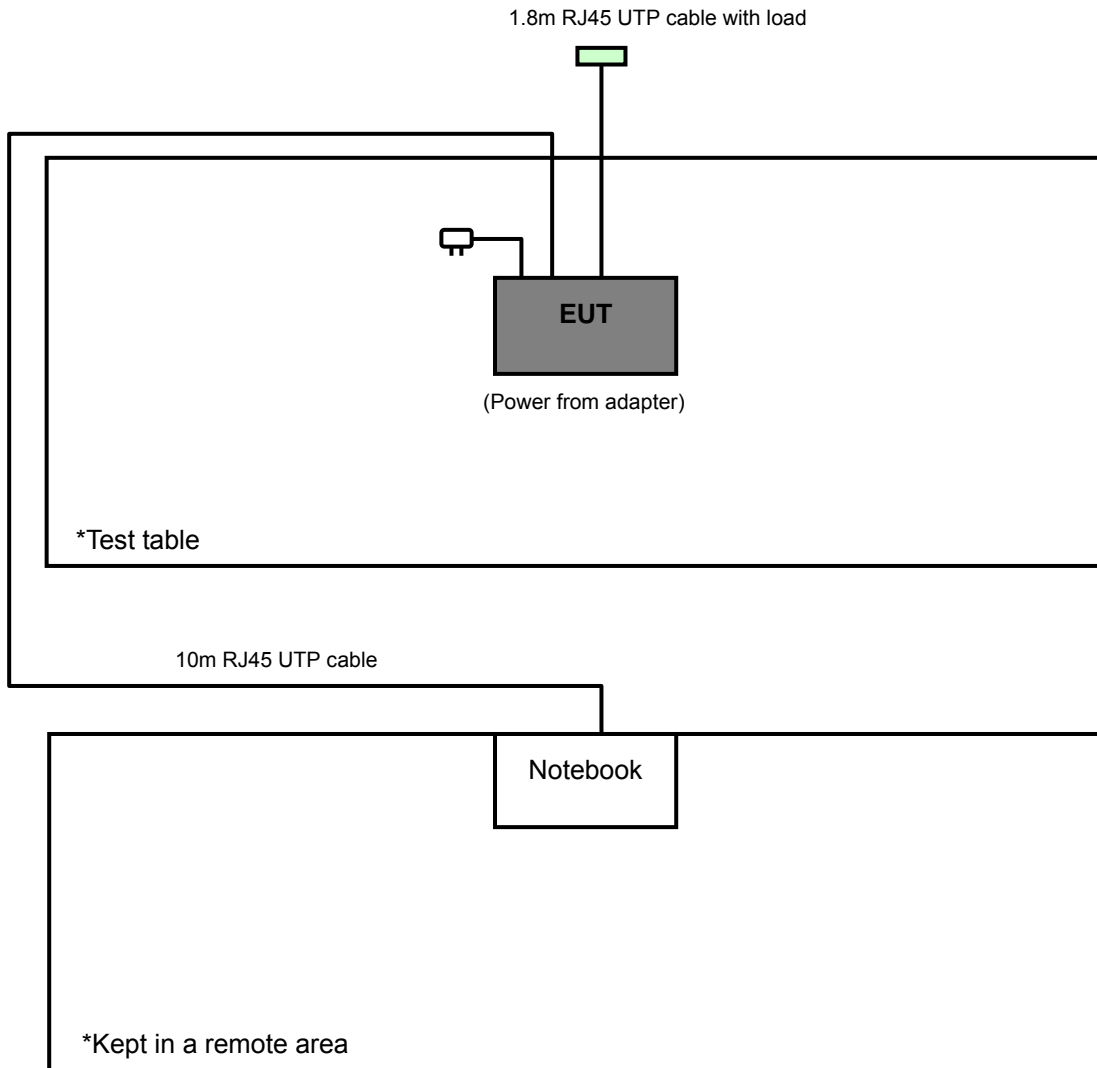 1.8m RJ45 UTP cable with load
EUT
(Power from adapter)
*Test table
10m RJ45 UTP cable
Notebook
*Kept in a remote area